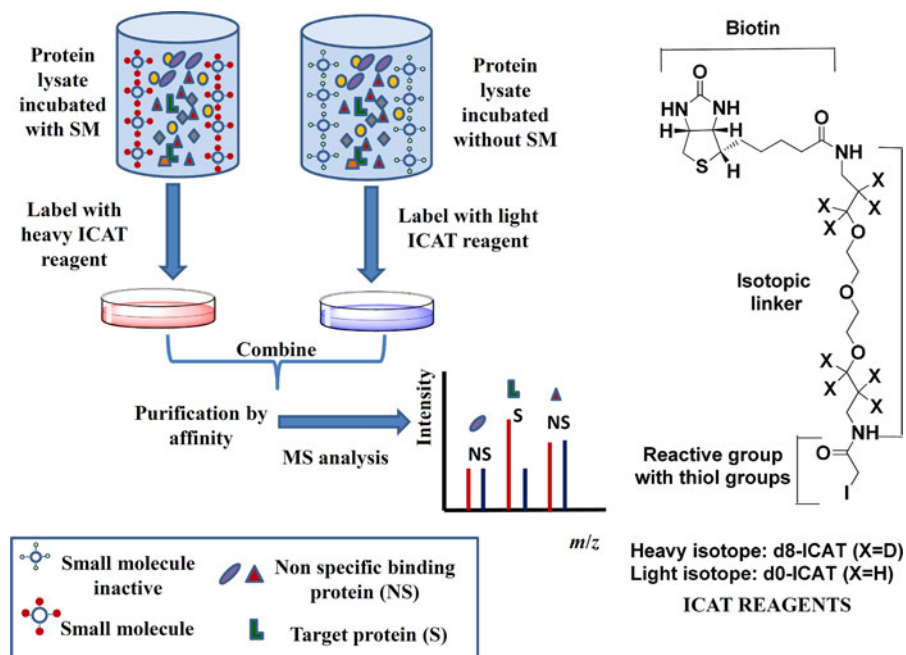 Protein
lysate
incubated
with SM
Protein
lysate
incubated
without SM
Label with
heavy ICAT
reagent
Label with light
ICAT reagent
Combine
Purification by
affinity
MS analysis
Intensity
NS
S
NS
m/z
Small molecule
inactive
Small molecule
Non specific binding
protein (NS)
Target protein (S)
Biotin
O
HN
NH
H
H
S
H
O
NH
X
X
X
X
O
Isotopic
linker
O
O
X
X
X
X
NH
O
Reactive group
with thiol groups
I
Heavy isotope: d8-ICAT (X=D)
Light isotope: d0-ICAT (X=H)
ICAT REAGENTS